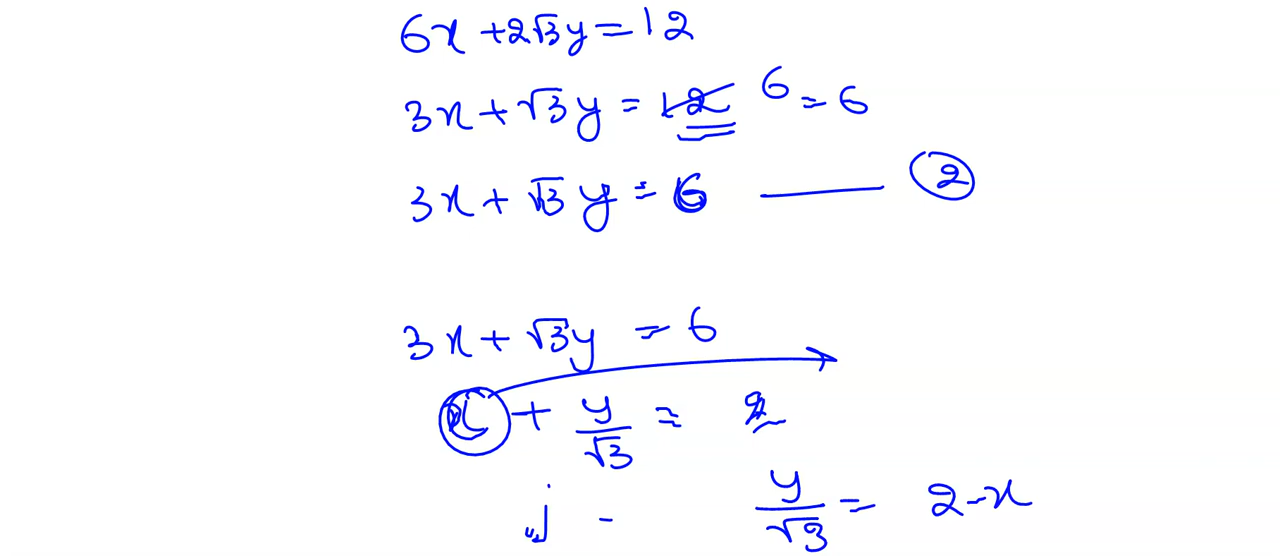 6x + 2√3y = 12
3x + √3y = 12 6 = 6
3x + √3y = 6 — 2
3x + √3y = 6
x + y/√3 = 2
y/√3 = 2 - x